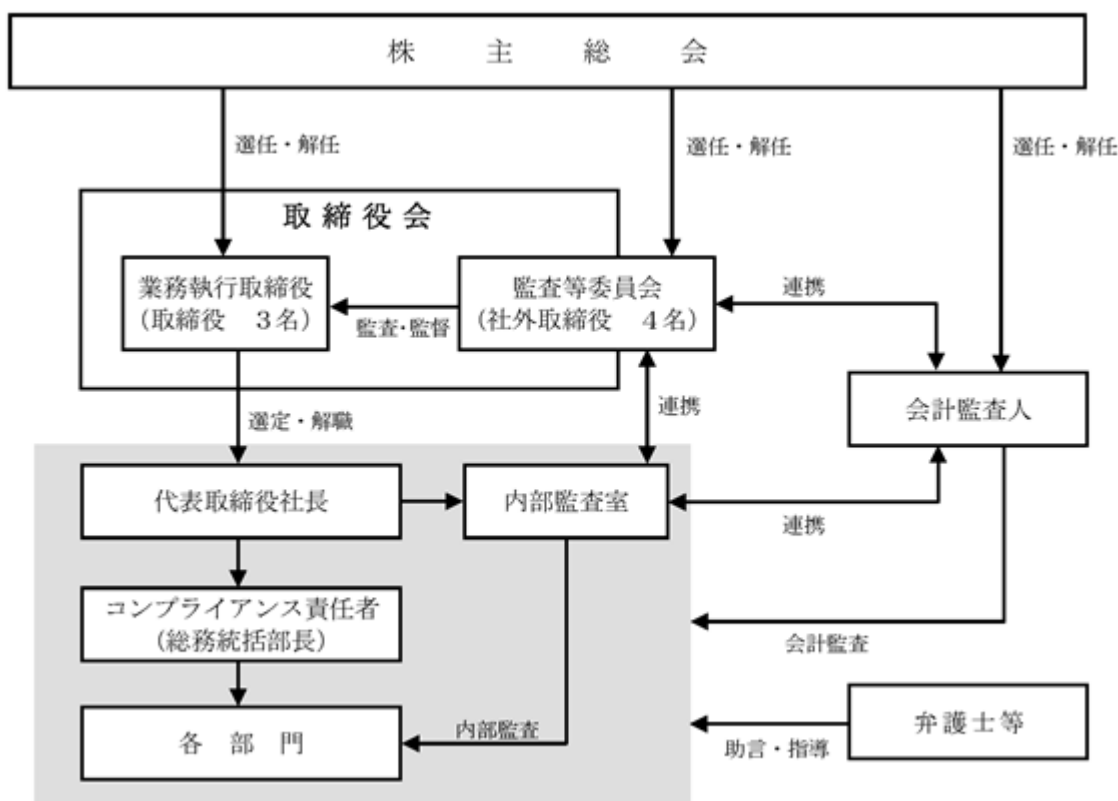 株 主 総 会
選任・解任
選任・解任
選任・解任
取 締 役 会
業務執行取締役
(取締役 3名)
監査・監督
監査等委員会
(社外取締役 4名)
連携
会計監査人
選定・解職
連携
代表取締役社長
内部監査室
連携
コンプライアンス責任者
(総務統括部長)
会計監査
各 部 門
内部監査
弁護士等
助言・指導